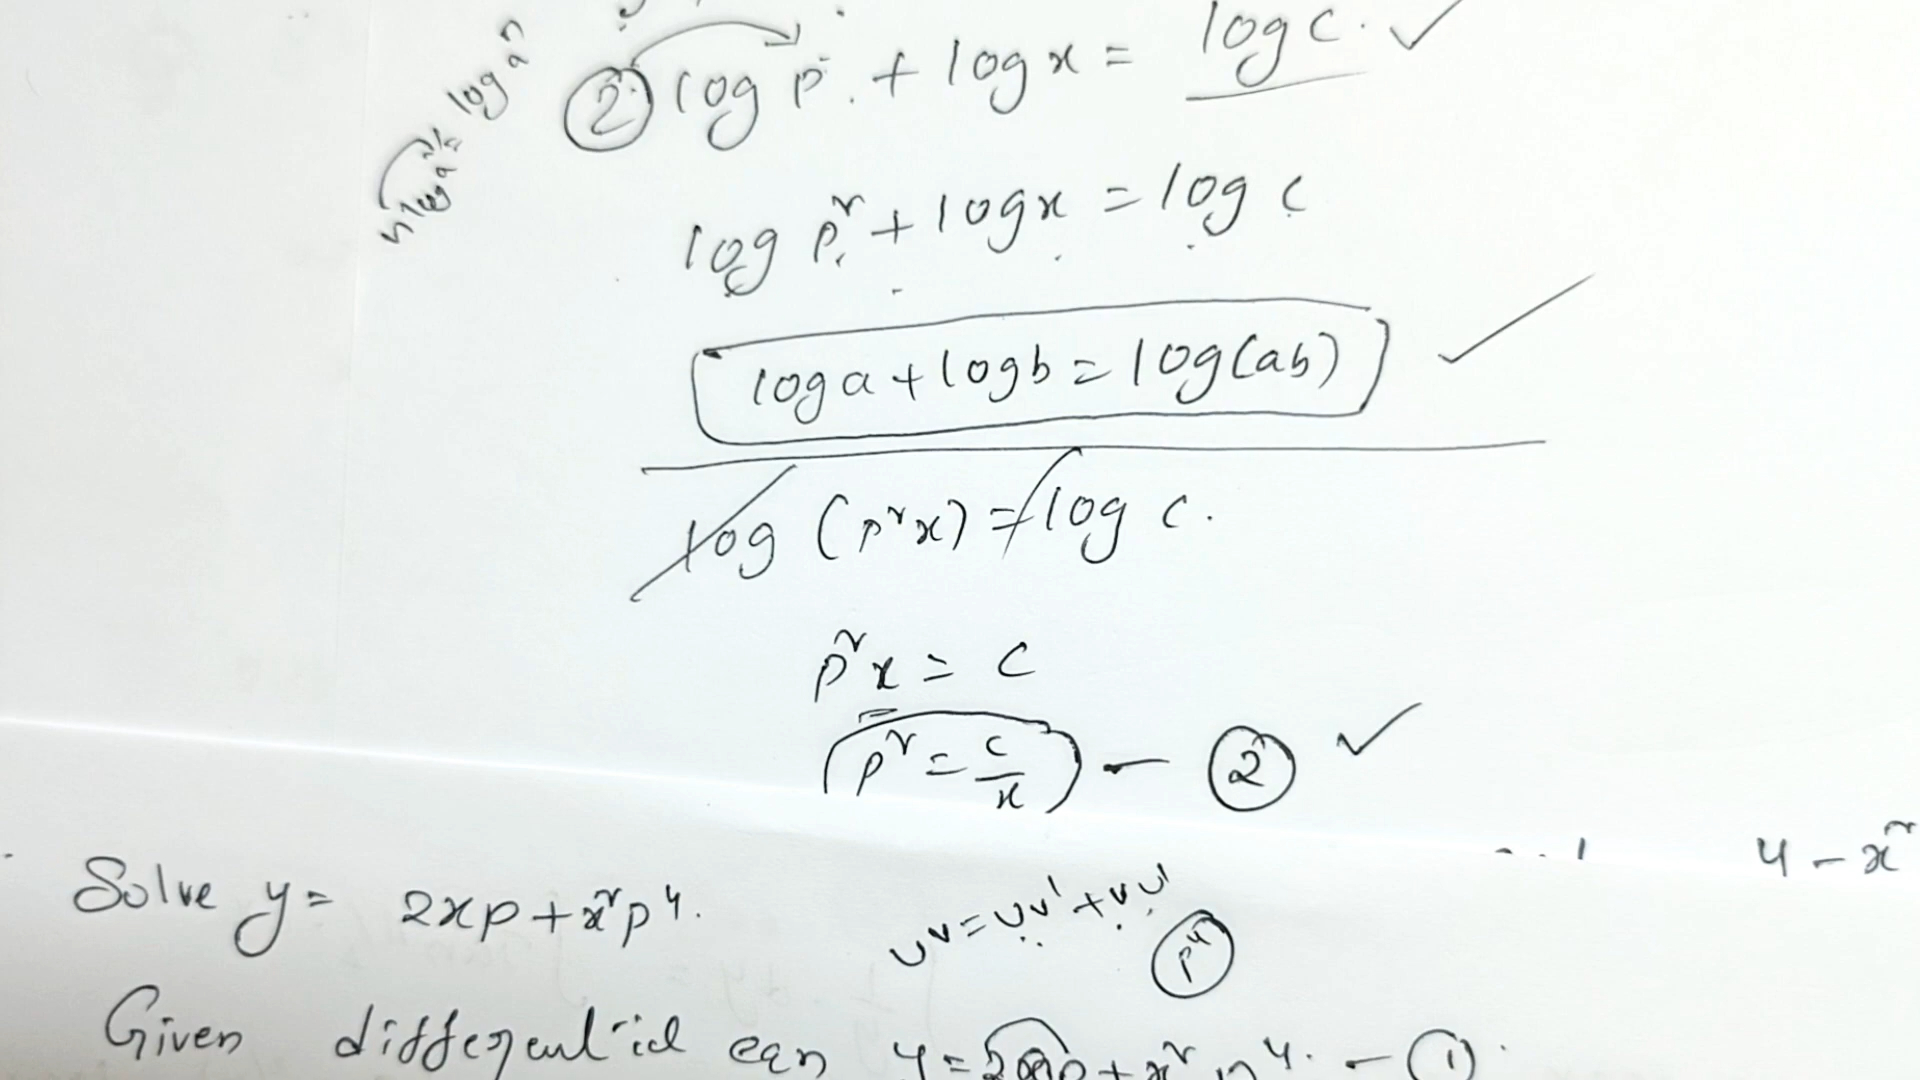 ② log p + log x = log c. ✓
n log a = log aⁿ
log p² + log x = log c
log a + log b = log(ab) ✓
log (p²x) = log c.
p²x = c
p² = c/x - ② ✓
4 - x²
Solve y = 2xp + x²p⁴.
uv = uv' + vu'
p⁴
Given differential eqn y = 2xp + x²p⁴. - ①